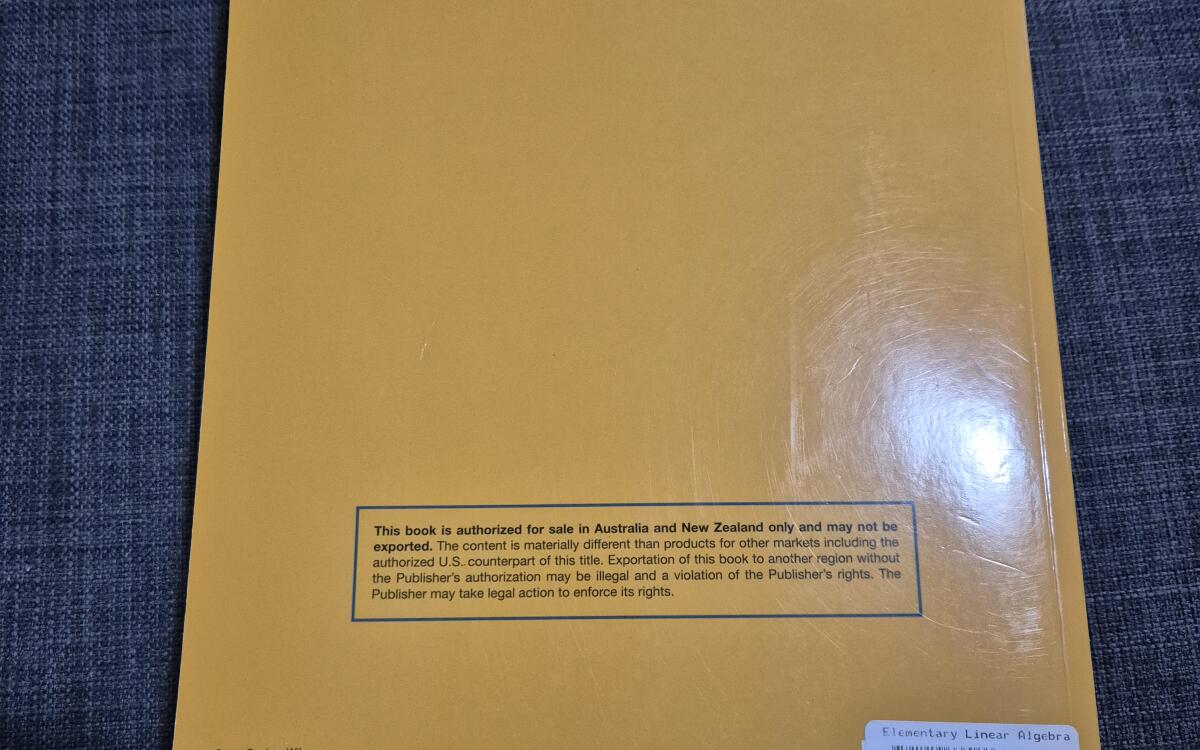 This book is authorized for sale in Australia and New Zealand only and may not be
exported. The content is materially different than products for other markets including the
authorized U.S. counterpart of this title. Exportation of this book to another region without
the Publisher's authorization may be illegal and a violation of the Publisher's rights. The
Publisher may take legal action to enforce its rights.
Elementary Linear Algebra